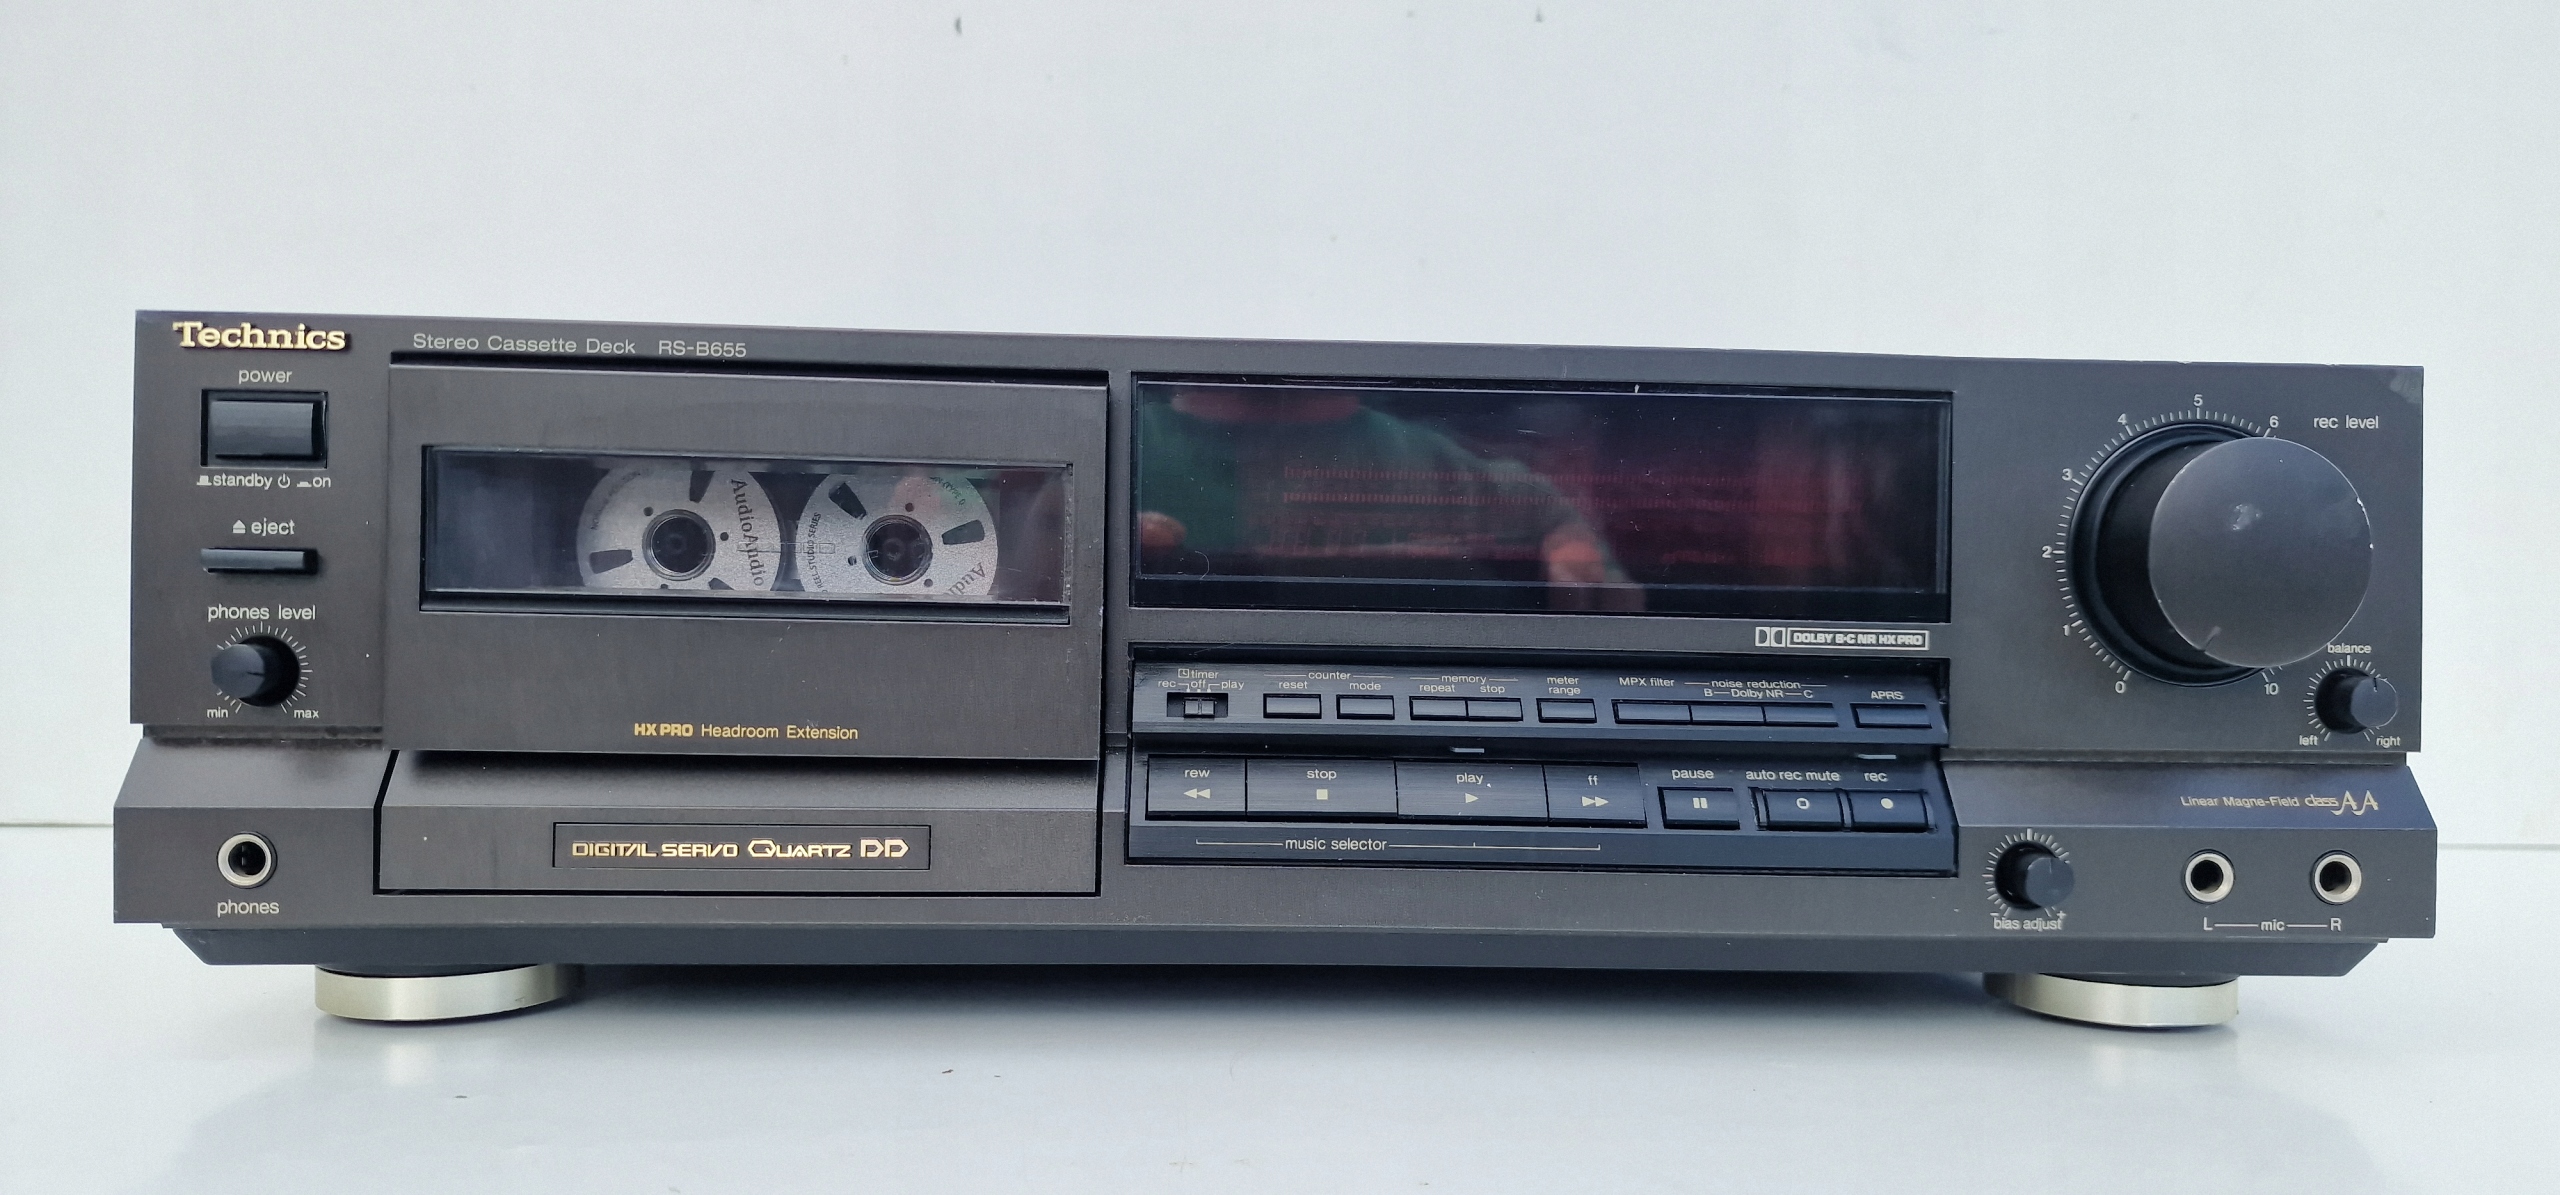 Technics
Stereo Cassette Deck RS-B655
power
standby on
eject
phones level
min max
phones
AudioAndio
REEL STUDIO SERIES
HX PRO Headroom Extension
DIGITAL SERVO QUARTZ DD
DOLBY B·C NR HX PRO
timer
rec off play
counter
reset mode
memory
repeat stop
meter
range
MPX filter
noise reduction
B Dolby NR C
APRS
rew stop play ff
pause auto rec mute rec
music selector
0 1 2 3 4 5 6 10
rec level
balance
left right
Linear Magne-Field class AA
bias adjust
- +
L mic R